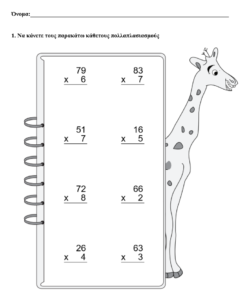 Όνομα:
1. Να κάνετε τους παρακάτω κάθετους πολλαπλασιασμούς
79 83
x 6 x 7
51 16
x 7 x 5
72 66
x 8 x 2
26 63
x 4 x 3